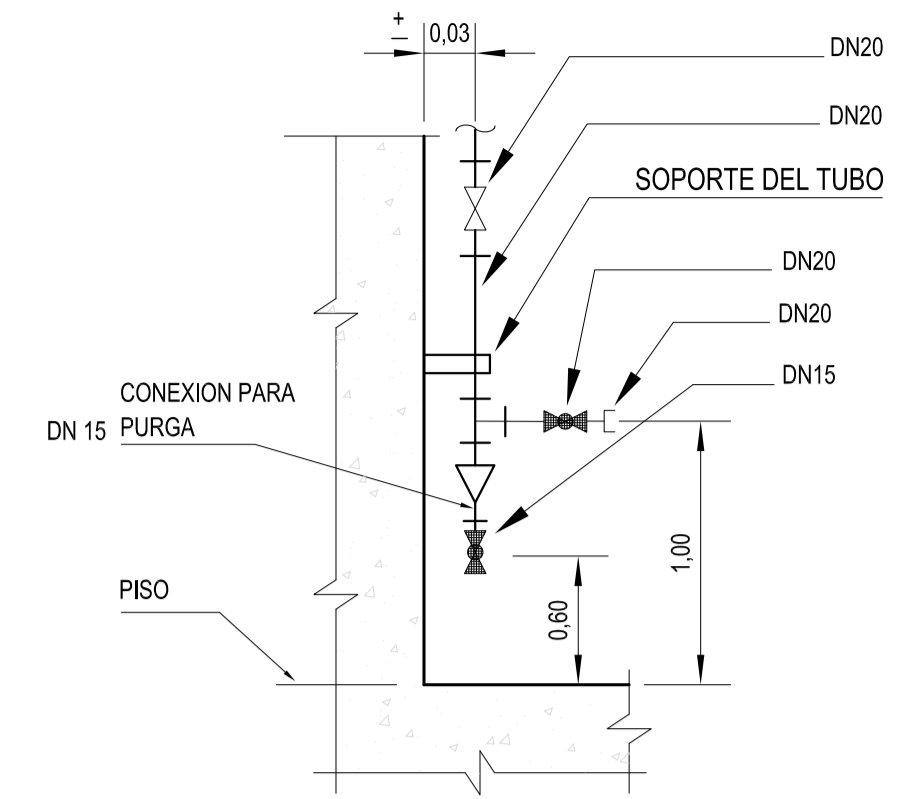 ± 0,03
DN20
DN20
SOPORTE DEL TUBO
DN20
DN20
DN15
CONEXION PARA
DN 15 PURGA
1,00
0,60
PISO